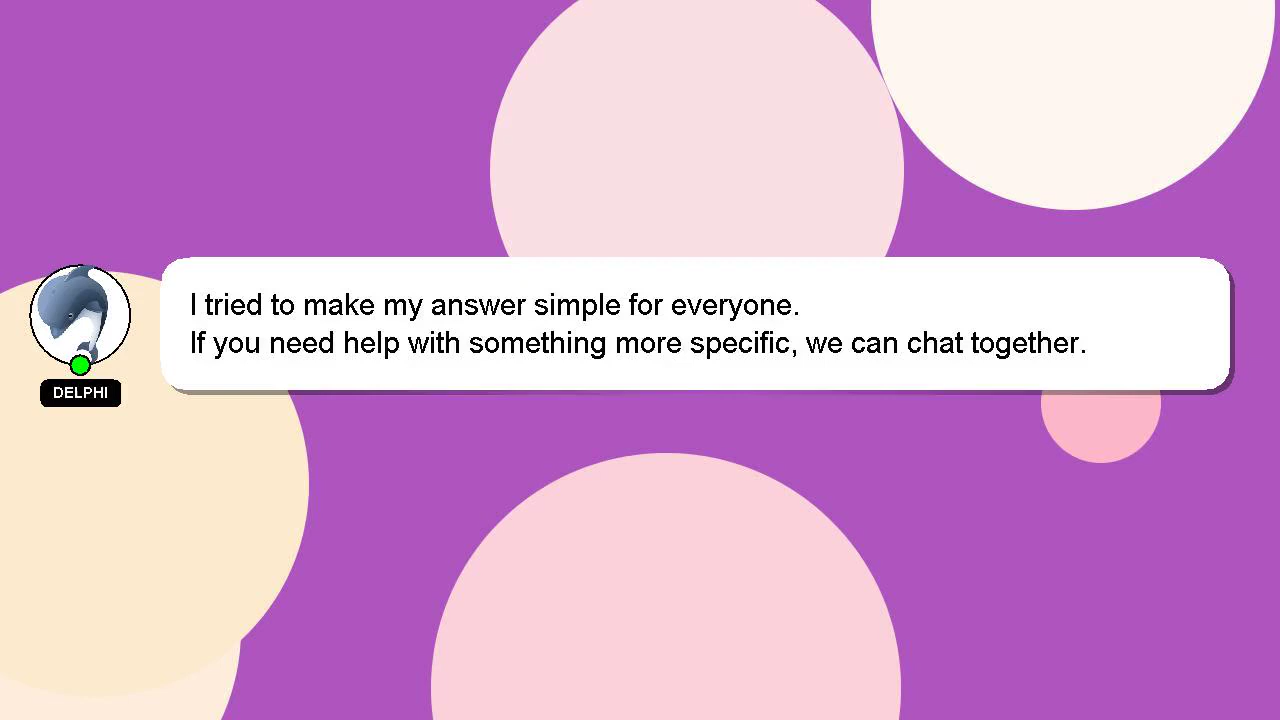 I tried to make my answer simple for everyone.
If you need help with something more specific, we can chat together.
DELPHI